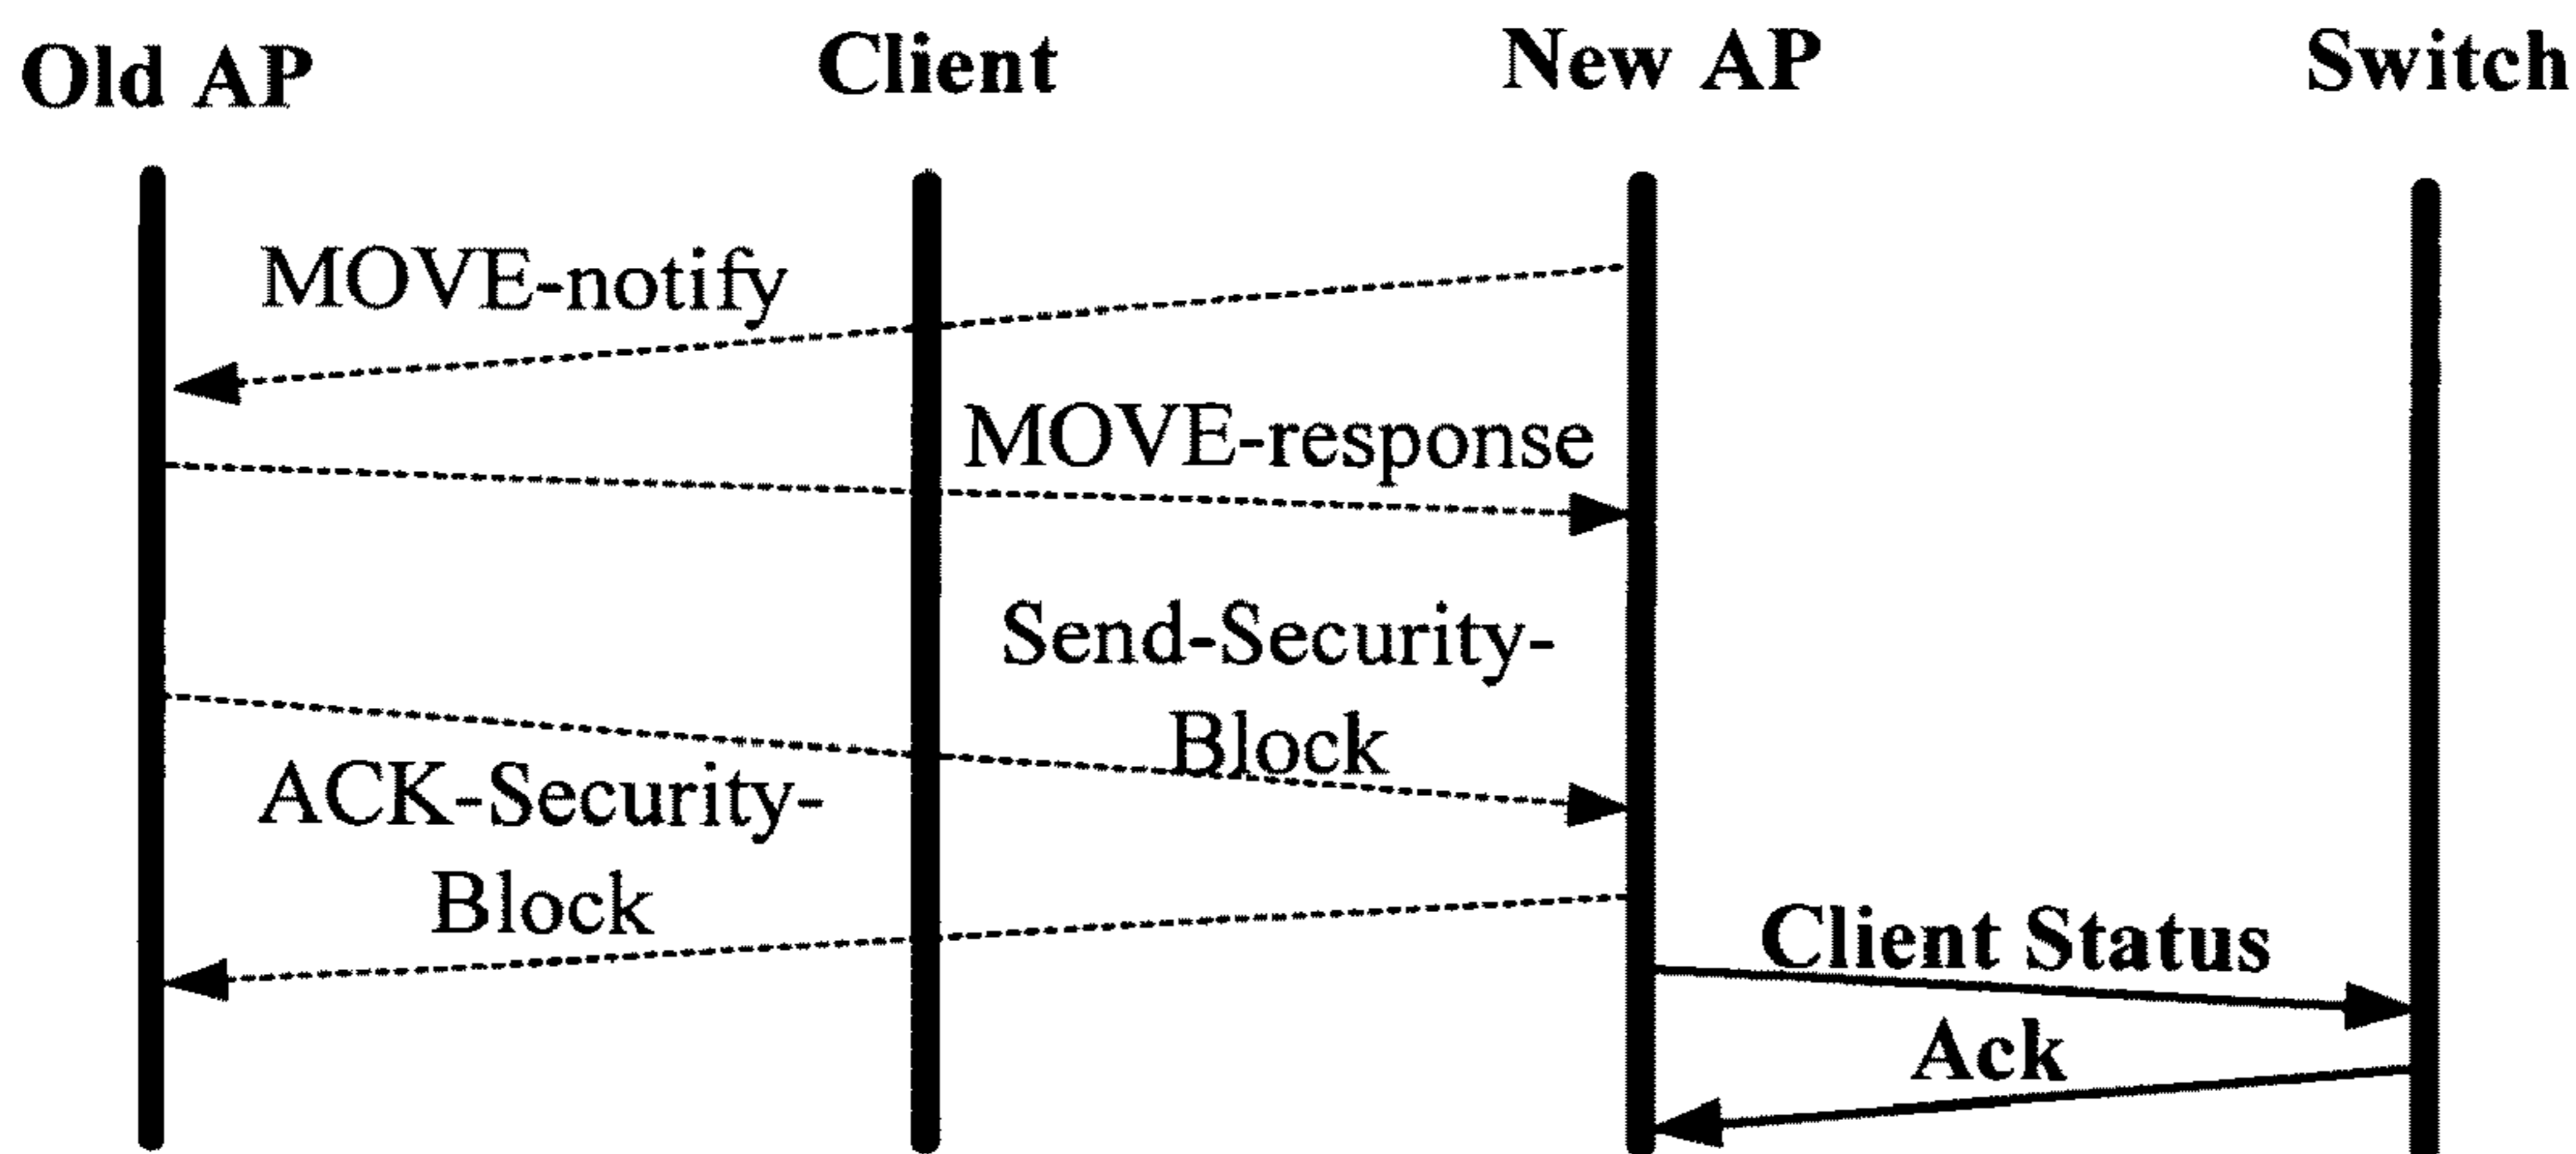 Old AP
Client
New AP
Switch
MOVE-notify
MOVE-response
Send-Security-
Block
ACK-Security-
Block
Client Status
Ack